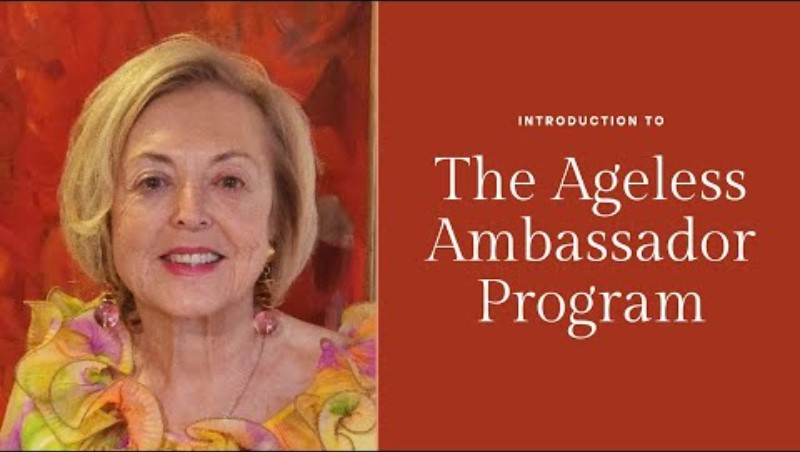 INTRODUCTION TO
The Ageless
Ambassador
Program